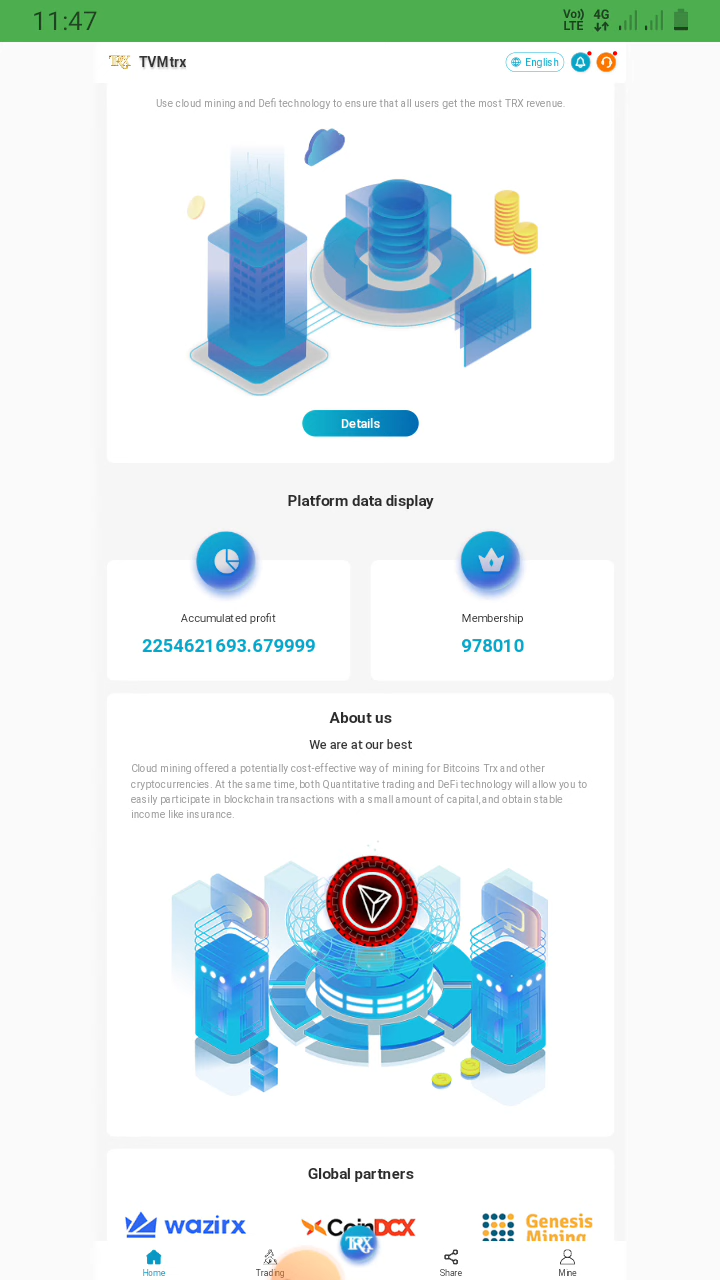 11:47
Vo))
LTE
4G
TRX
TVMtrx
English
Use cloud mining and Defi technology to ensure that all users get the most TRX revenue.
Details
Platform data display
Accumulated profit
Membership
2254621693.679999
978010
About us
We are at our best
Cloud mining offered a potentially cost-effective way of mining for Bitcoins Trx and other
cryptocurrencies. At the same time, both Quantitative trading and DeFi technology will allow you to
easily participate in blockchain transactions with a small amount of capital,and obtain stable
income like insurance.
Global partners
wazirx
CoinDCX
Genesis
Mining
TRX
Home
Trading
Share
Mine